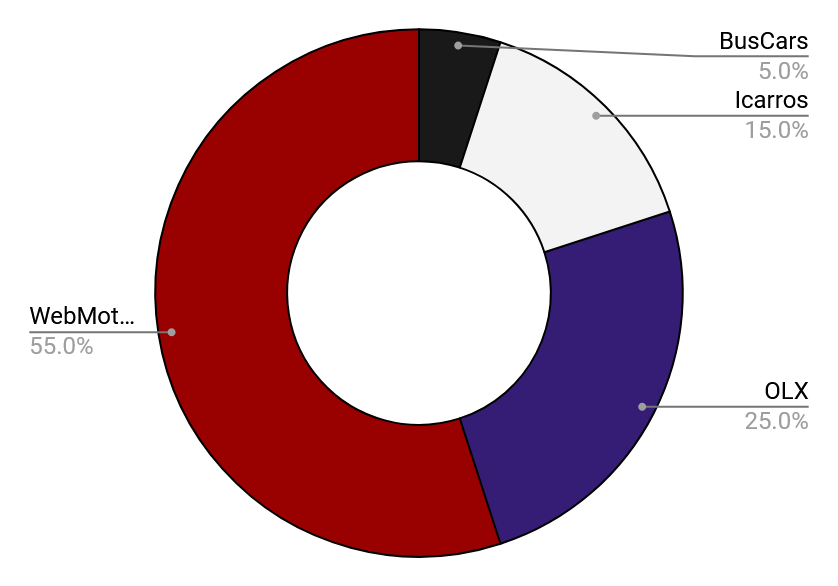 BusCars
5.0%
Icarros
15.0%
WebMot…
55.0%
OLX
25.0%